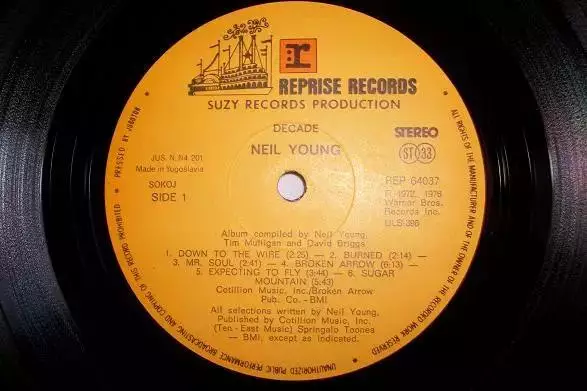 r
REPRISE RECORDS
SUZY RECORDS PRODUCTION
DECADE
NEIL YOUNG
STEREO
ST 33
JUS. N.N4 201
Made in Yugoslavia
SOKOJ
SIDE 1
REP 64037
℗ 1972, 1976
Warner Bros.
Records Inc.
ULS-396
Album compiled by Neil Young,
Tim Mulligan and David Briggs
1. DOWN TO THE WIRE (2:25) — 2. BURNED (2:14) —
3. MR. SOUL (2:41) — 4. BROKEN ARROW (6:13) —
5. EXPECTING TO FLY (3:44) — 6. SUGAR
MOUNTAIN (5:43)
Cotillion Music, Inc./Broken Arrow
Pub. Co. - BMI
All selections written by Neil Young,
Published by Cotillion Music, Inc.
(Ten - East Music) Springalo Toones
— BMI, except as indicated.
PRESSED BY JUGOTON
ALL RIGHTS OF THE MANUFACTURER AND OF THE OWNER OF THE RECORDED WORK RESERVED
UNAUTHORIZED PUBLIC PERFORMANCE BROADCASTING AND COPYING OF THIS RECORD PROHIBITED